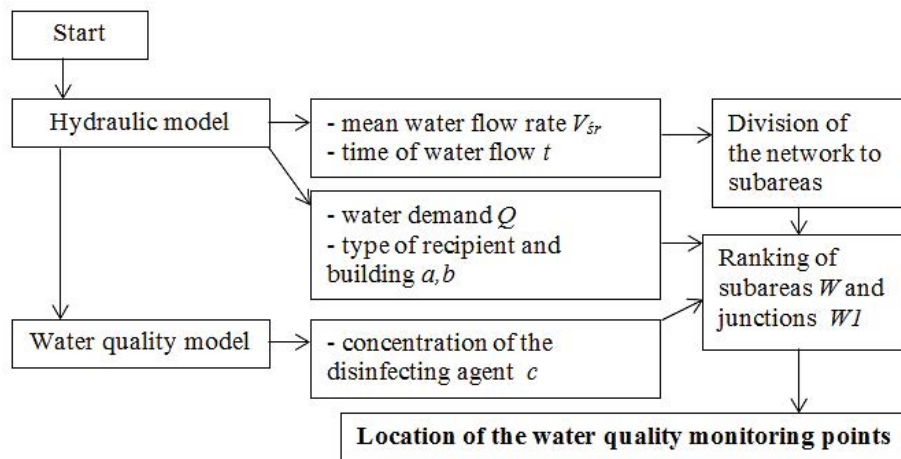 Start
Hydraulic model
- mean water flow rate Vśr
- time of water flow t
Division of
the network to
subareas
- water demand Q
- type of recipient and
building a,b
Ranking of
subareas W and
junctions W1
Water quality model
- concentration of the
disinfecting agent c
Location of the water quality monitoring points